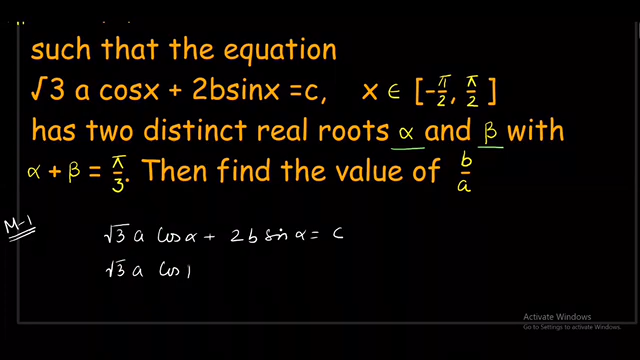 such that the equation
√3 a cosx + 2bsinx =c, x ∈ [-π/2, π/2]
has two distinct real roots α and β with
α + β = π/3. Then find the value of b/a
M-1
√3 a cos α + 2b sin α = c
√3 a cos
Activate Windows
Go to Settings to activate Windows.